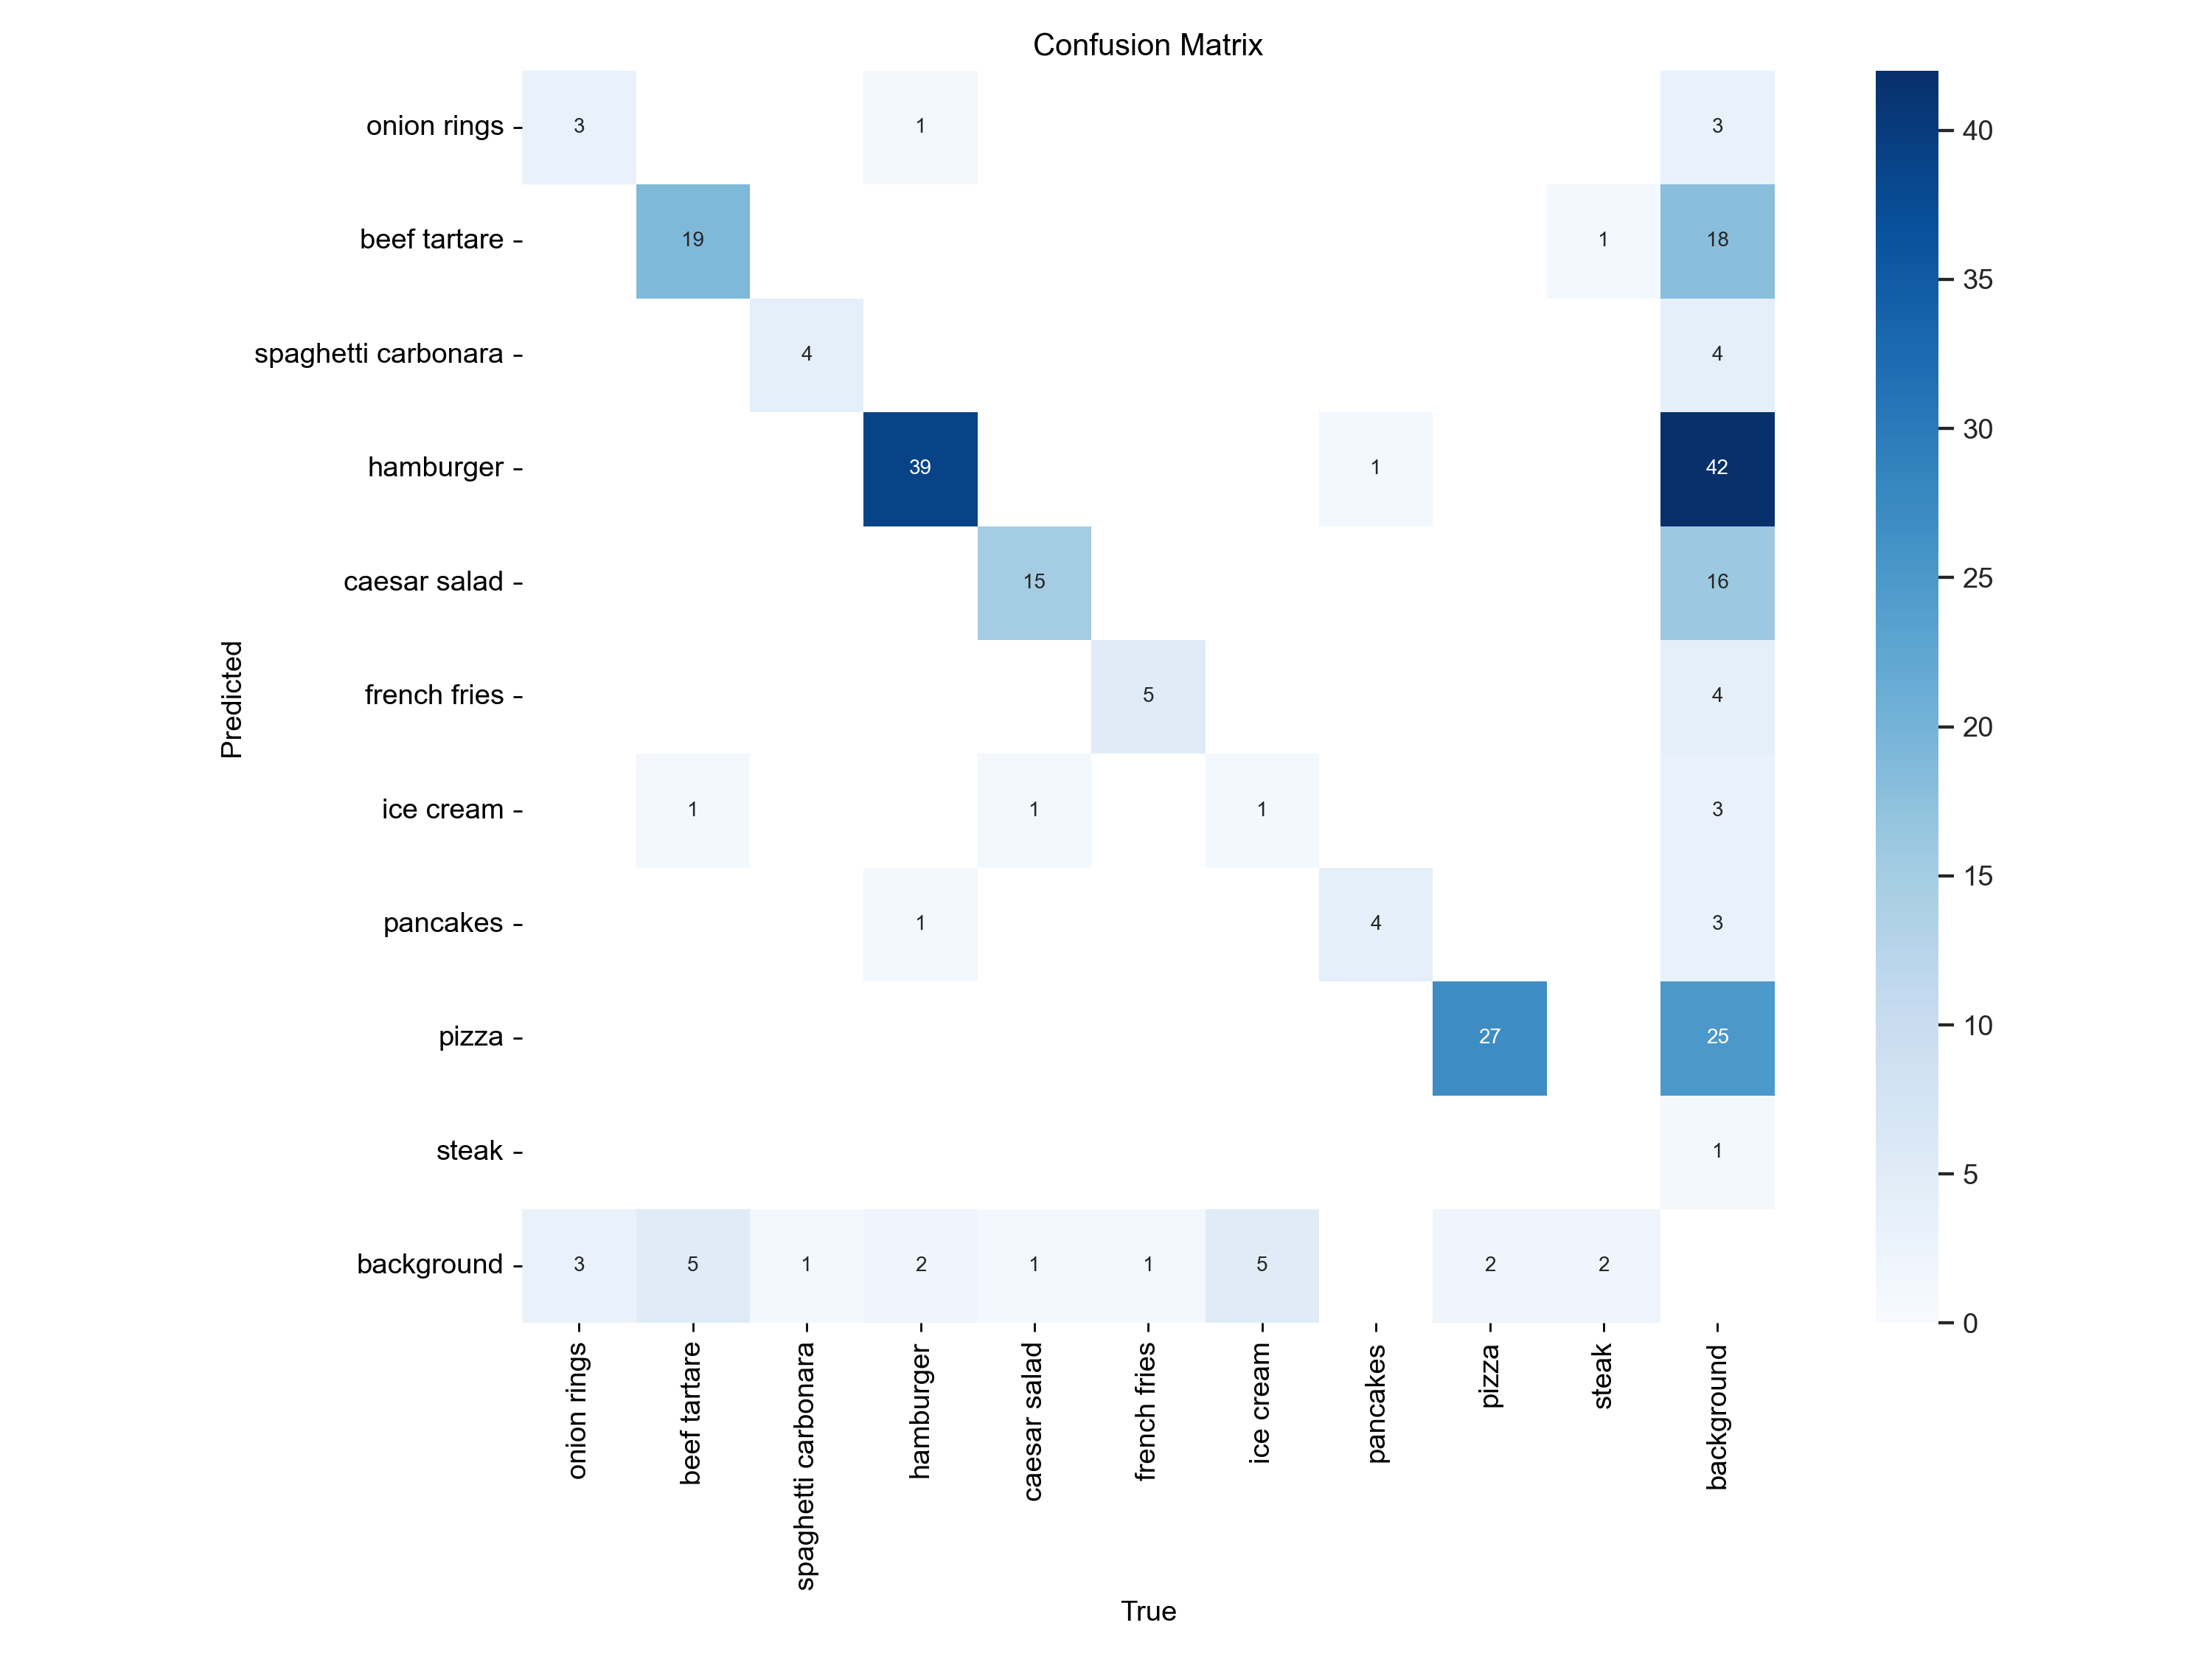 Confusion Matrix
onion rings 3 1 3
beef tartare 19 1 18
spaghetti carbonara 4 4
hamburger 39 1 42
caesar salad 15 16
french fries 5 4
ice cream 1 1 1 3
pancakes 1 4 3
pizza 27 25
steak 1
background 3 5 1 2 1 1 5 2 2
Predicted
onion rings
beef tartare
spaghetti carbonara
hamburger
caesar salad
french fries
ice cream
pancakes
pizza
steak
background
True
40
35
30
25
20
15
10
5
0